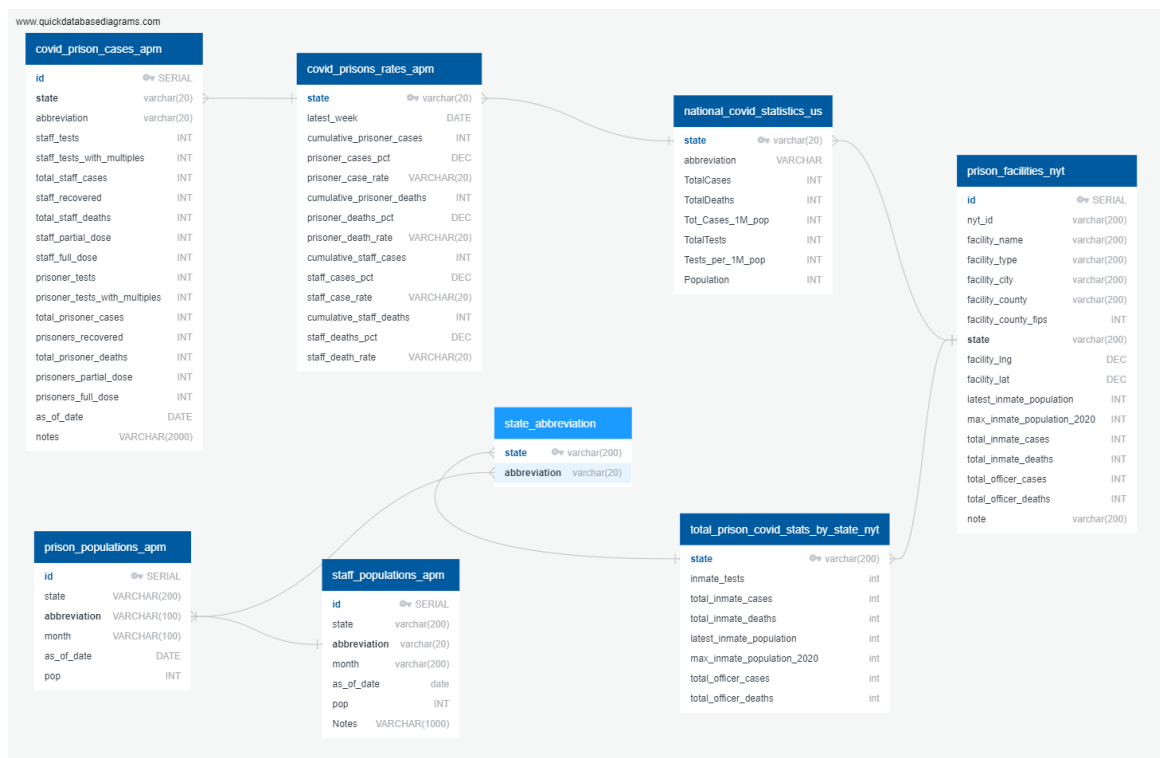 www.quickdatabasediagrams.com
covid_prison_cases_apm
id SERIAL
state varchar(20)
abbreviation varchar(20)
staff_tests INT
staff_tests_with_multiples INT
total_staff_cases INT
staff_recovered INT
total_staff_deaths INT
staff_partial_dose INT
staff_full_dose INT
prisoner_tests INT
prisoner_tests_with_multiples INT
total_prisoner_cases INT
prisoners_recovered INT
total_prisoner_deaths INT
prisoners_partial_dose INT
prisoners_full_dose INT
as_of_date DATE
notes VARCHAR(2000)
covid_prisons_rates_apm
state varchar(20)
latest_week DATE
cumulative_prisoner_cases INT
prisoner_cases_pct DEC
prisoner_case_rate VARCHAR(20)
cumulative_prisoner_deaths INT
prisoner_deaths_pct DEC
prisoner_death_rate VARCHAR(20)
cumulative_staff_cases INT
staff_cases_pct DEC
staff_case_rate VARCHAR(20)
cumulative_staff_deaths INT
staff_deaths_pct DEC
staff_death_rate VARCHAR(20)
national_covid_statistics_us
state varchar(20)
abbreviation VARCHAR
TotalCases INT
TotalDeaths INT
Tot_Cases_1M_pop INT
TotalTests INT
Tests_per_1M_pop INT
Population INT
prison_facilities_nyt
id SERIAL
nyt_id varchar(200)
facility_name varchar(200)
facility_type varchar(200)
facility_city varchar(200)
facility_county varchar(200)
facility_county_fips INT
state varchar(200)
facility_lng DEC
facility_lat DEC
latest_inmate_population INT
max_inmate_population_2020 INT
total_inmate_cases INT
total_inmate_deaths INT
total_officer_cases INT
total_officer_deaths INT
note varchar(200)
state_abbreviation
state varchar(200)
abbreviation varchar(20)
prison_populations_apm
id SERIAL
state VARCHAR(200)
abbreviation VARCHAR(100)
month VARCHAR(100)
as_of_date DATE
pop INT
staff_populations_apm
id SERIAL
state varchar(200)
abbreviation varchar(20)
month varchar(200)
as_of_date date
pop INT
Notes VARCHAR(1000)
total_prison_covid_stats_by_state_nyt
state varchar(200)
inmate_tests int
total_inmate_cases int
total_inmate_deaths int
latest_inmate_population int
max_inmate_population_2020 int
total_officer_cases int
total_officer_deaths int